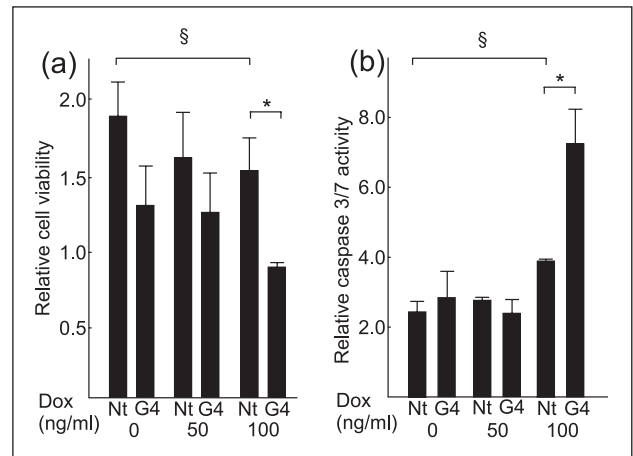 (a)
§
*
2.0
1.5
1.0
0.5
Relative cell viability
Dox
(ng/ml)
Nt G4 Nt G4 Nt G4
0 50 100
(b)
§
*
8.0
6.0
4.0
2.0
Relative caspase 3/7 activity
Dox
(ng/ml)
Nt G4 Nt G4 Nt G4
0 50 100